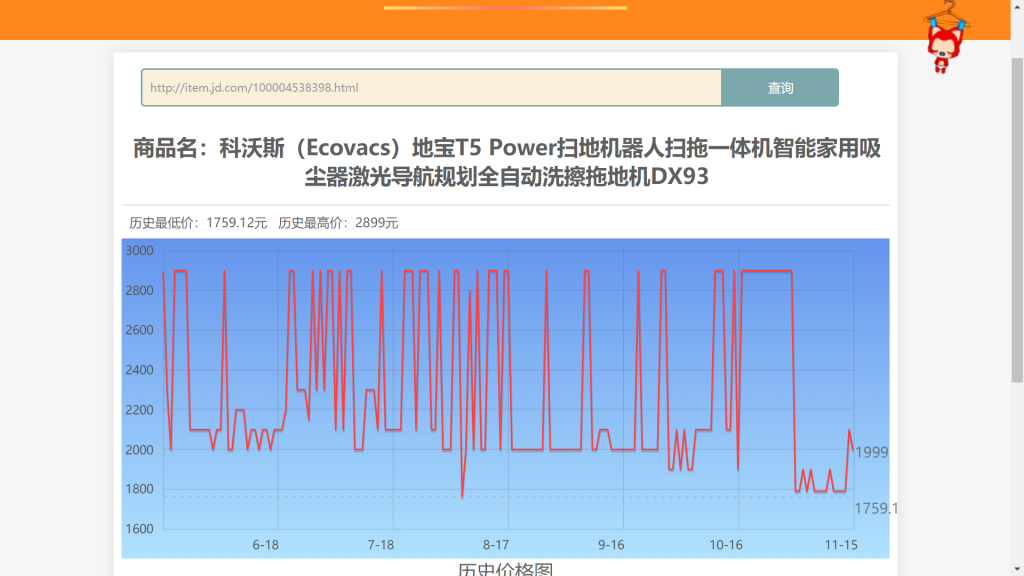 http://item.jd.com/100004538398.html
查询
商品名：科沃斯（Ecovacs）地宝T5 Power扫地机器人扫拖一体机智能家用吸
尘器激光导航规划全自动洗擦拖地机DX93
历史最低价：1759.12元 历史最高价：2899元
3000
2800
2600
2400
2200
2000
1999
1800
1759.1
1600
6-18 7-18 8-17 9-16 10-16 11-15
历史价格图